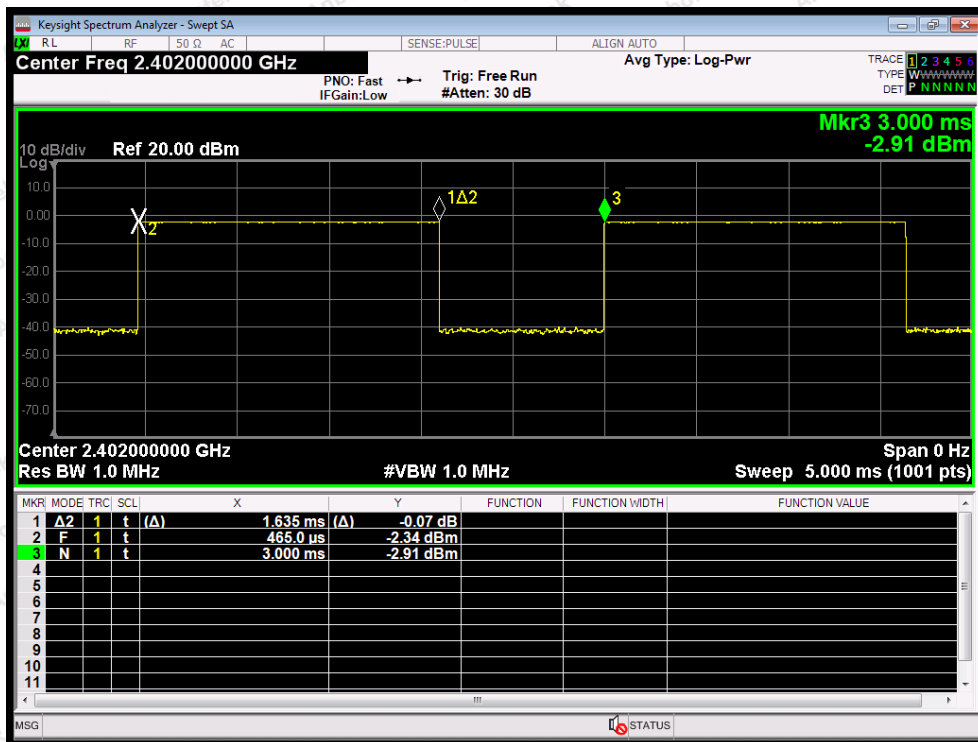 Keysight Spectrum Analyzer - Swept SA
LXI RL RF 50 Ω AC SENSE:PULSE ALIGN AUTO
Center Freq 2.402000000 GHz
PNO: Fast
IFGain:Low
Trig: Free Run
#Atten: 30 dB
Avg Type: Log-Pwr
TRACE 1 2 3 4 5 6
TYPE WWWWWW
DET P N N N N N
Mkr3 3.000 ms
-2.91 dBm
10 dB/div Ref 20.00 dBm
Log
10.0
0.00
-10.0
-20.0
-30.0
-40.0
-50.0
-60.0
-70.0
2
1Δ2
3
Center 2.402000000 GHz Span 0 Hz
Res BW 1.0 MHz #VBW 1.0 MHz Sweep 5.000 ms (1001 pts)
MKR MODE TRC SCL X Y FUNCTION FUNCTION WIDTH FUNCTION VALUE
1 Δ2 1 t (Δ) 1.635 ms (Δ) -0.07 dB
2 F 1 t 465.0 µs -2.34 dBm
3 N 1 t 3.000 ms -2.91 dBm
4
5
6
7
8
9
10
11
MSG STATUS